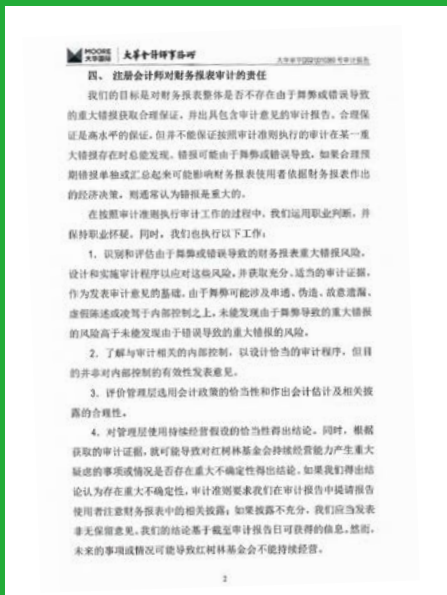 MOORE 大华国际 大华会计师事务所
四、 注册会计师对财务报表审计的责任
我们的目标是对财务报表整体是否不存在由于舞弊或错误导致
的重大错报获取合理保证，并出具包含审计意见的审计报告。合理保
证是高水平的保证，但并不能保证按照审计准则执行的审计在某一重
大错报存在时总能发现。错报可能由于舞弊或错误导致，如果合理预
期错报单独或汇总起来可能影响财务报表使用者依据财务报表作出
的经济决策，则通常认为错报是重大的。
在按照审计准则执行审计工作的过程中，我们运用职业判断，并
保持职业怀疑。同时，我们也执行以下工作：
1．识别和评估由于舞弊或错误导致的财务报表重大错报风险，
设计和实施审计程序以应对这些风险，并获取充分、适当的审计证据，
作为发表审计意见的基础。由于舞弊可能涉及串通、伪造、故意遗漏、
虚假陈述或凌驾于内部控制之上，未能发现由于舞弊导致的重大错报
的风险高于未能发现由于错误导致的重大错报的风险。
2．了解与审计相关的内部控制，以设计恰当的审计程序，但目
的并非对内部控制的有效性发表意见。
3．评价管理层选用会计政策的恰当性和作出会计估计及相关披
露的合理性。
4．对管理层使用持续经营假设的恰当性得出结论。同时，根据
获取的审计证据，就可能导致对红树林基金会持续经营能力产生重大
疑虑的事项或情况是否存在重大不确定性得出结论。如果我们得出结
论认为存在重大不确定性，审计准则要求我们在审计报告中提请报告
使用者注意财务报表中的相关披露；如果披露不充分，我们应当发表
非无保留意见。我们的结论基于截至审计报告日可获得的信息。然而，
未来的事项或情况可能导致红树林基金会不能持续经营。
2